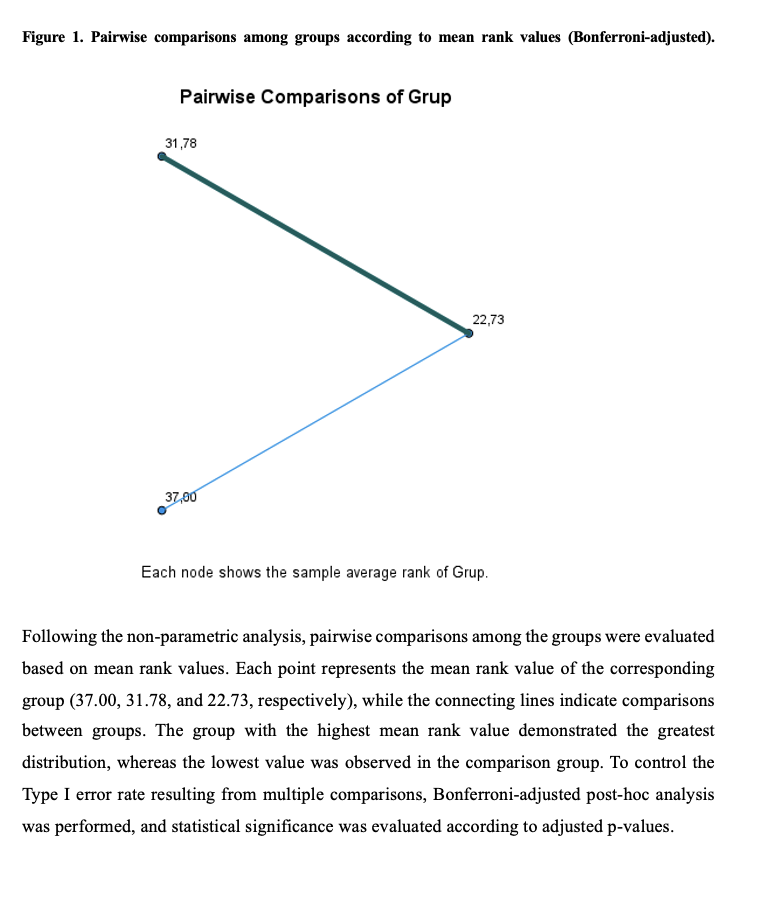 Figure 1. Pairwise comparisons among groups according to mean rank values (Bonferroni-adjusted).
Pairwise Comparisons of Grup
31,78
22,73
37,00
Each node shows the sample average rank of Grup.
Following the non-parametric analysis, pairwise comparisons among the groups were evaluated
based on mean rank values. Each point represents the mean rank value of the corresponding
group (37.00, 31.78, and 22.73, respectively), while the connecting lines indicate comparisons
between groups. The group with the highest mean rank value demonstrated the greatest
distribution, whereas the lowest value was observed in the comparison group. To control the
Type I error rate resulting from multiple comparisons, Bonferroni-adjusted post-hoc analysis
was performed, and statistical significance was evaluated according to adjusted p-values.